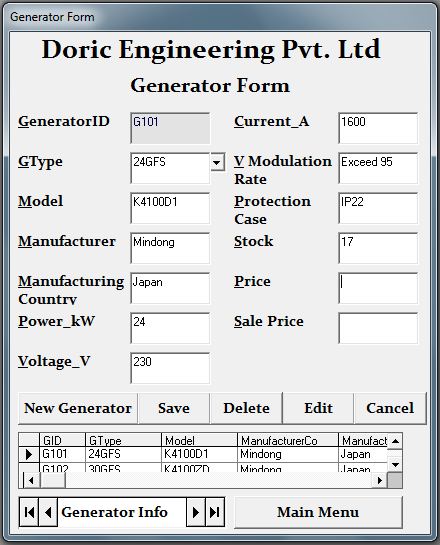 Generator Form
Doric Engineering Pvt. Ltd
Generator Form
GeneratorID G101 Current_A 1600
GType 24GFS V Modulation Rate Exceed 95
Model K4100D1 Protection Case IP22
Manufacturer Mindong Stock 17
Manufacturing Country Japan Price
Power_kW 24 Sale Price
Voltage_V 230
New Generator Save Delete Edit Cancel
GID GType Model ManufacturerCo Manufact
G101 24GFS K4100D1 Mindong Japan
G102 30GFS K4100ZD Mindong Japan
Generator Info Main Menu